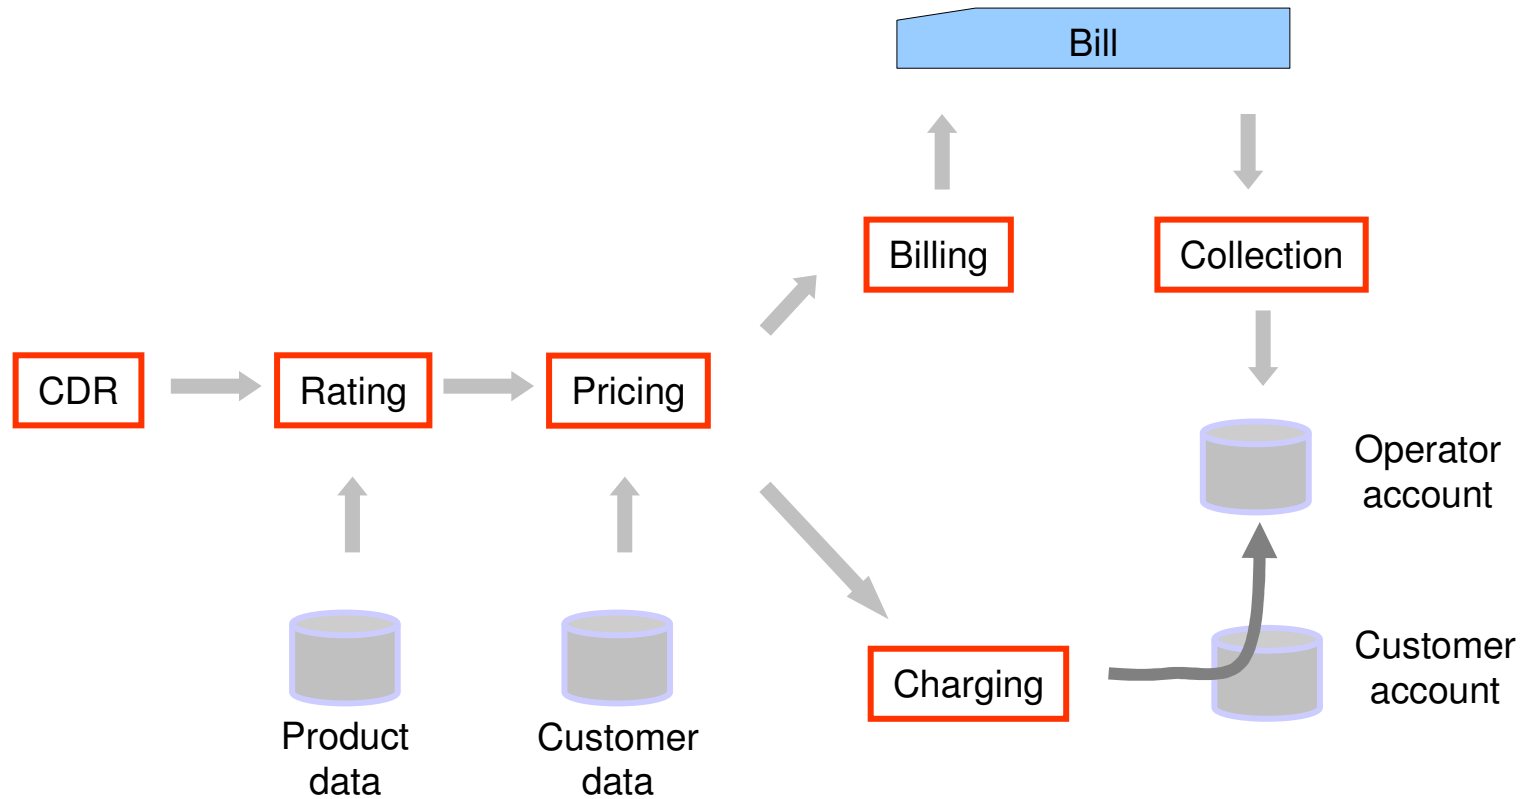 Bill
Billing
Collection
CDR
Rating
Pricing
Operator
account
Customer
account
Charging
Product
data
Customer
data